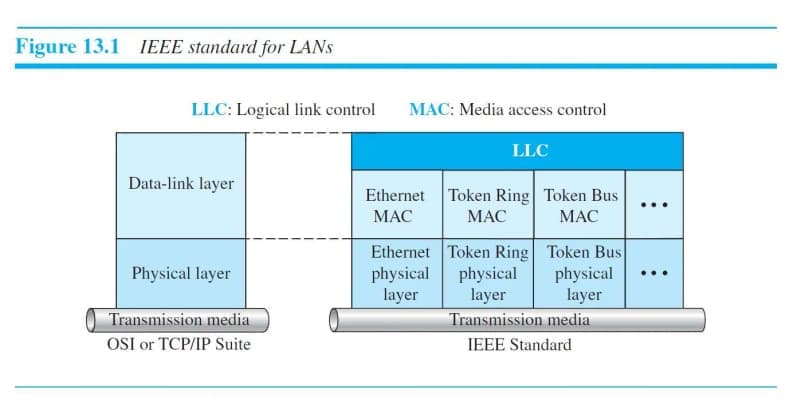 Figure 13.1 IEEE standard for LANs
LLC: Logical link control MAC: Media access control
LLC
Data-link layer
Ethernet MAC
Token Ring MAC
Token Bus MAC
•••
Physical layer
Ethernet physical layer
Token Ring physical layer
Token Bus physical layer
•••
Transmission media
Transmission media
OSI or TCP/IP Suite
IEEE Standard